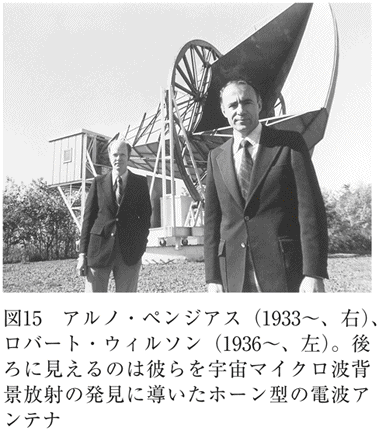 図15　アルノ・ペンジアス（1933〜、右）、
ロバート・ウィルソン（1936〜、左）。後
ろに見えるのは彼らを宇宙マイクロ波背
景放射の発見に導いたホーン型の電波ア
ンテナ